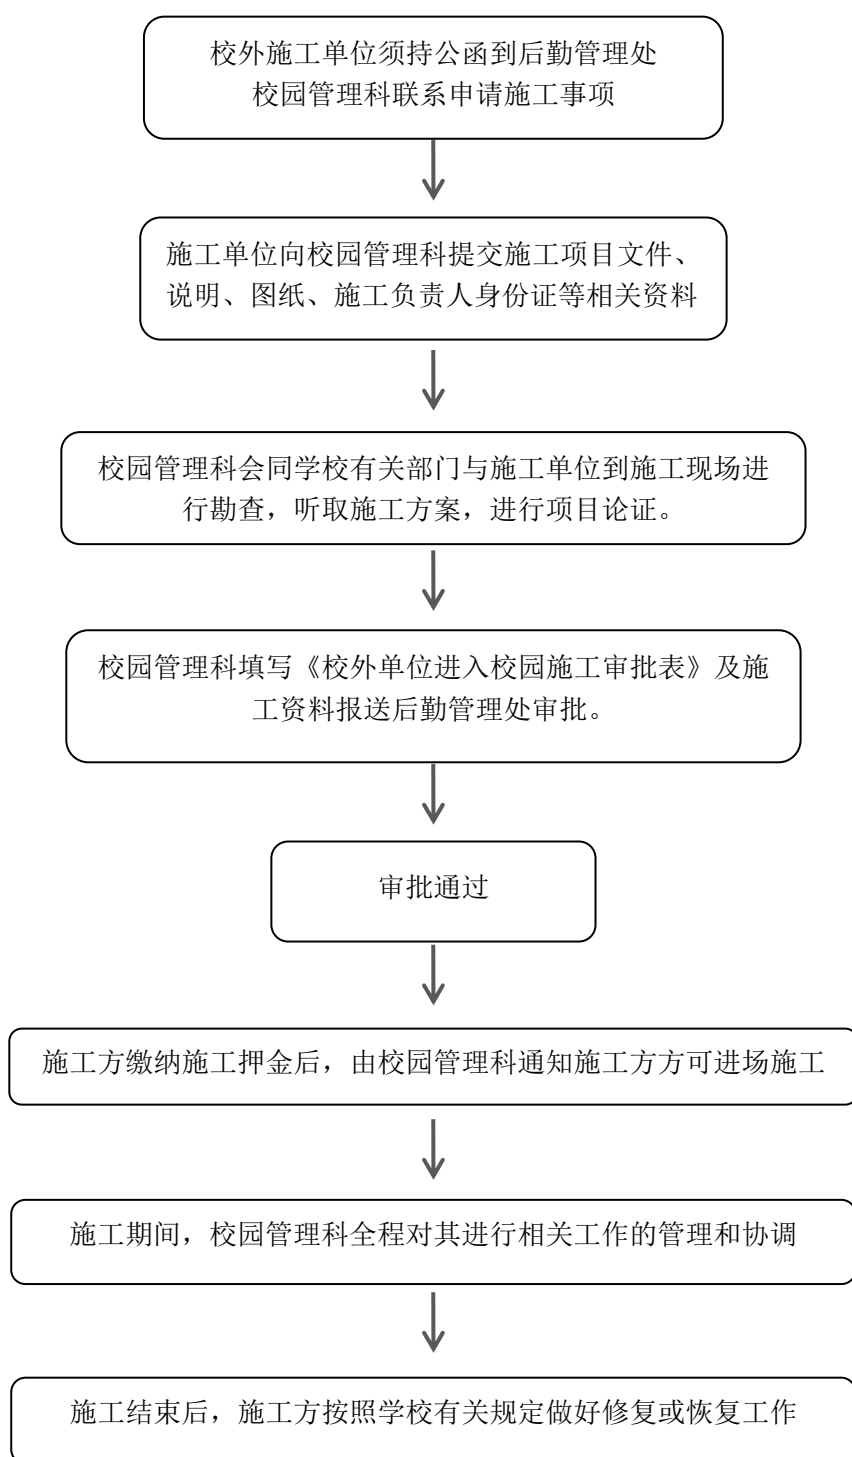 校外施工单位须持公函到后勤管理处
校园管理科联系申请施工事项
施工单位向校园管理科提交施工项目文件、
说明、图纸、施工负责人身份证等相关资料
校园管理科会同学校有关部门与施工单位到施工现场进
行勘查，听取施工方案，进行项目论证。
校园管理科填写《校外单位进入校园施工审批表》及施
工资料报送后勤管理处审批。
审批通过
施工方缴纳施工押金后，由校园管理科通知施工方方可进场施工
施工期间，校园管理科全程对其进行相关工作的管理和协调
施工结束后，施工方按照学校有关规定做好修复或恢复工作